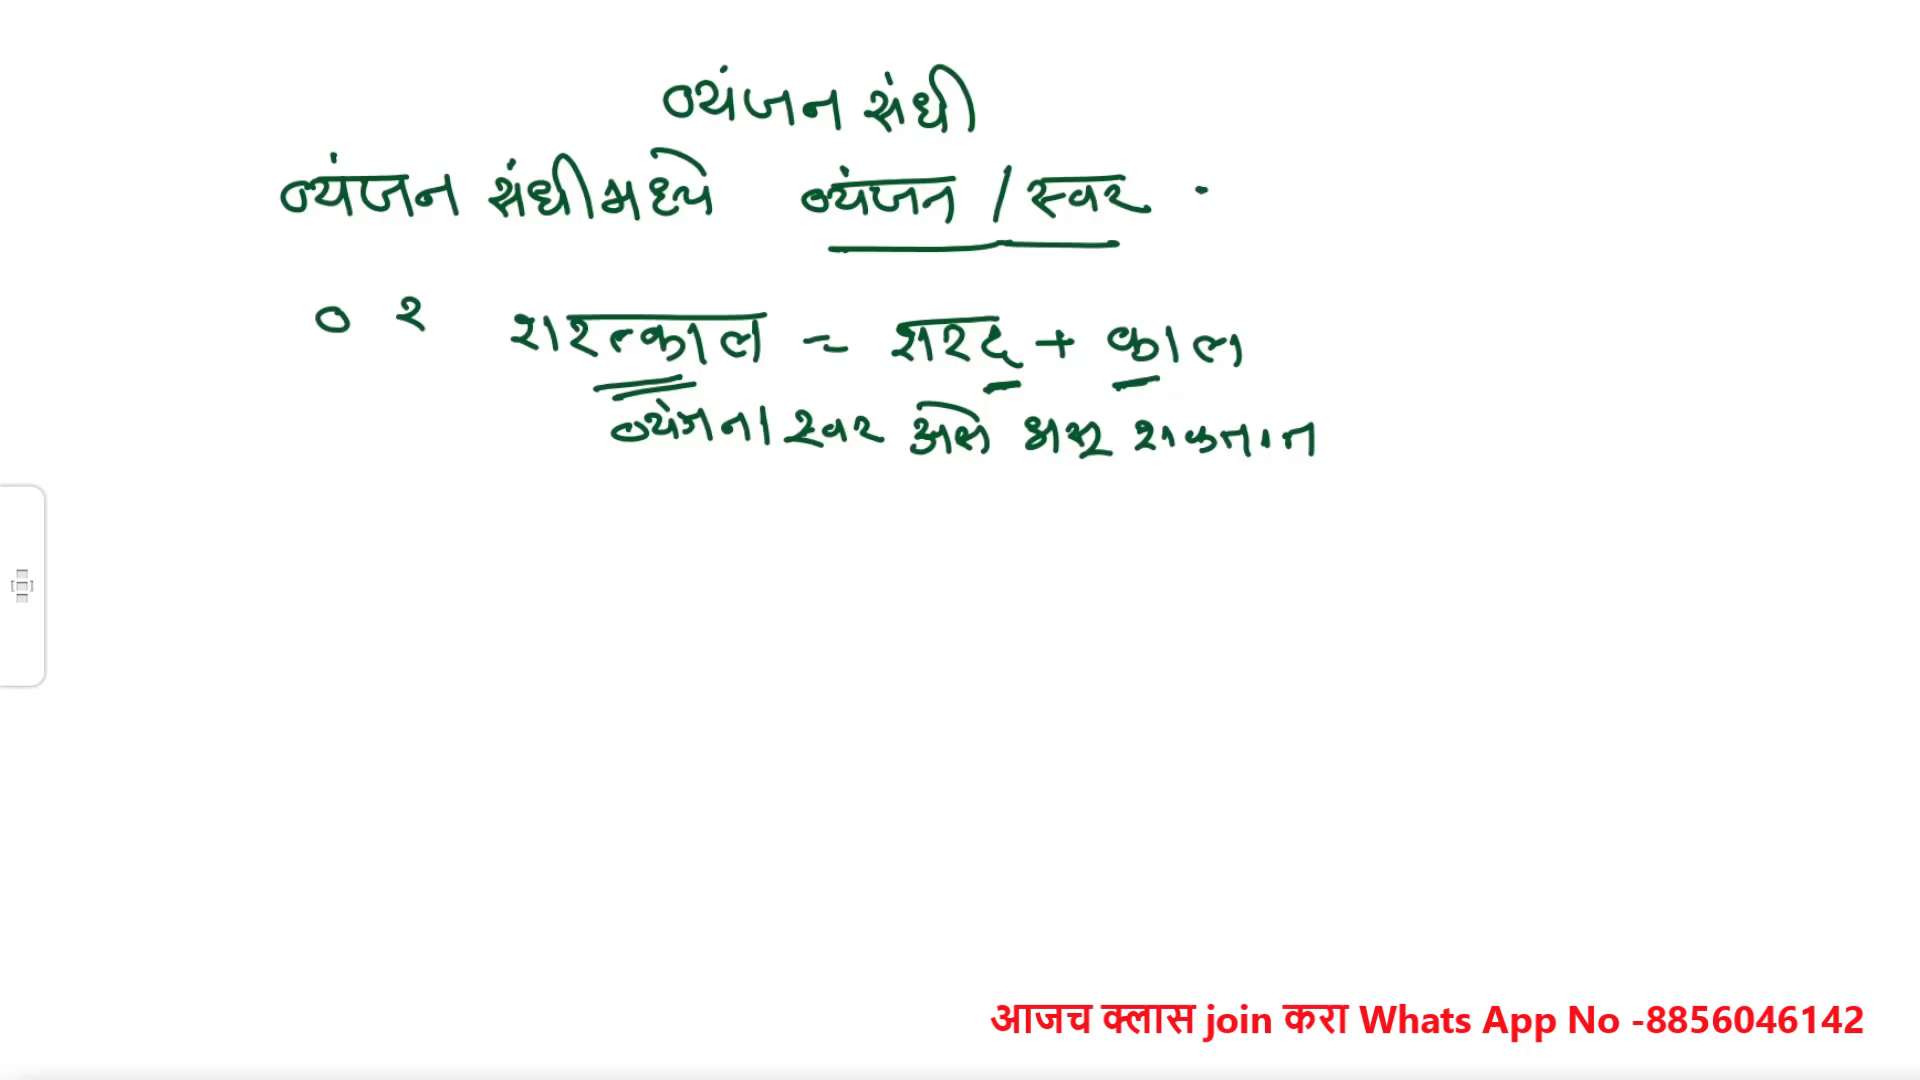 व्यंजन संधी
व्यंजन संधीमध्ये व्यंजन / स्वर .
० २ शरत्काल = शरद् + काल
व्यंजन / स्वर असे असू शकतात
आजच क्लास join करा Whats App No -8856046142